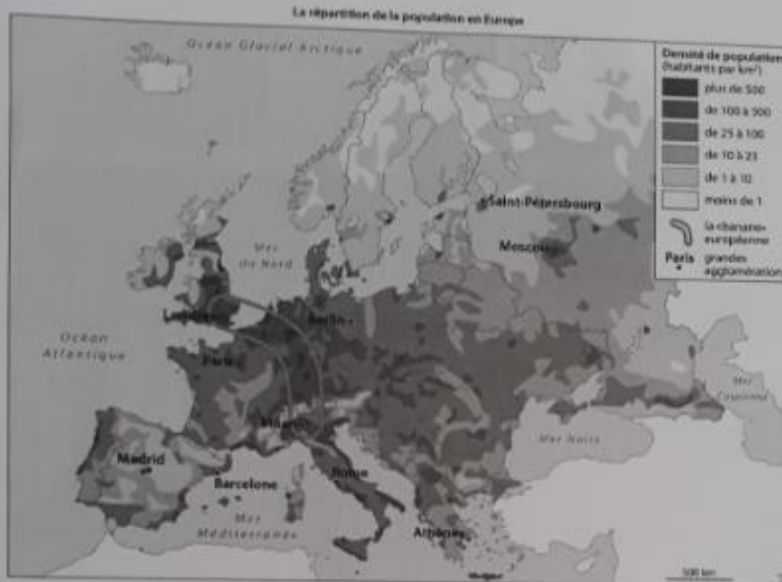 La répartition de la population en Europe
Océan Glacial Arctique
Densité de population
(habitants par km²)
plus de 500
de 100 à 500
de 25 à 100
de 10 à 25
de 1 à 10
moins de 1
la «banane»
européenne
Paris grandes
agglomérations
Saint-Pétersbourg
Moscou
Mer
du Nord
Londres
Berlin
Océan
Atlantique
Paris
Milan
Mer
Caspienne
Mer Noire
Madrid
Barcelone
Rome
Mer
Méditerranée
Athènes
500 km